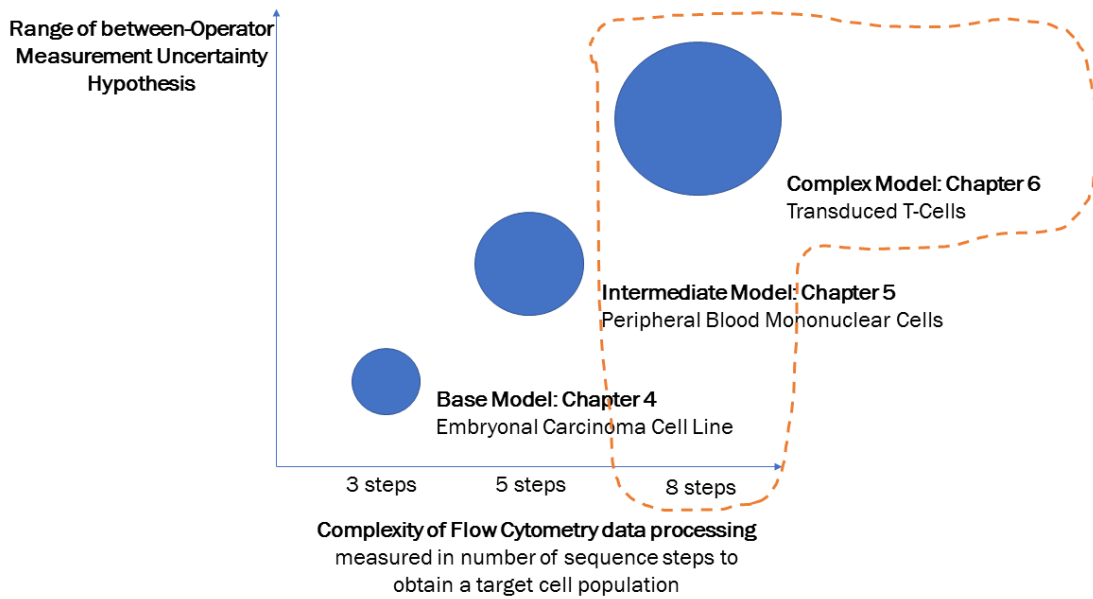 Range of between-Operator
Measurement Uncertainty
Hypothesis
Complex Model: Chapter 6
Transduced T-Cells
Intermediate Model: Chapter 5
Peripheral Blood Mononuclear Cells
Base Model: Chapter 4
Embryonal Carcinoma Cell Line
3 steps
5 steps
8 steps
Complexity of Flow Cytometry data processing
measured in number of sequence steps to
obtain a target cell population